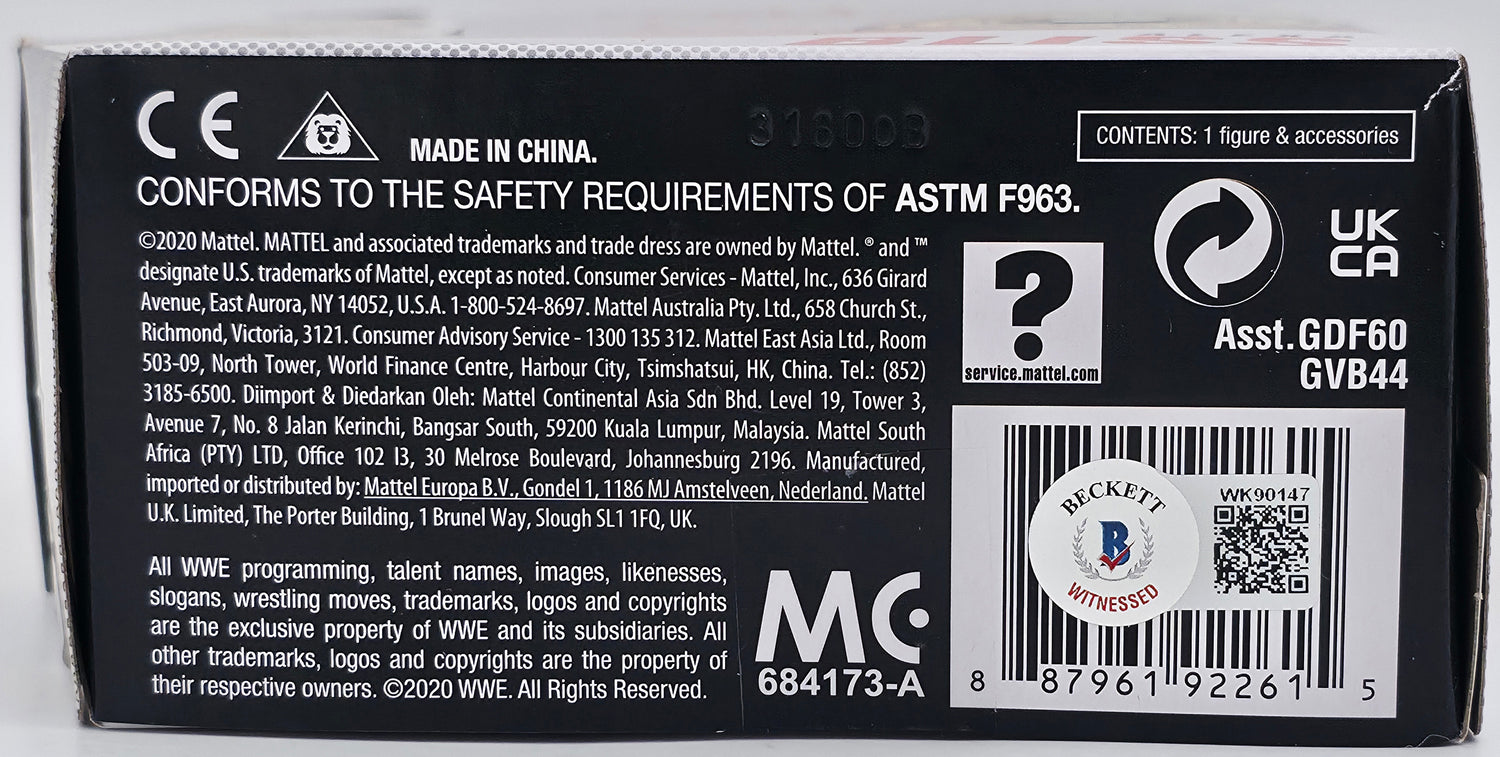 BLISS
CE
MADE IN CHINA.
31600B
CONTENTS: 1 figure & accessories
CONFORMS TO THE SAFETY REQUIREMENTS OF ASTM F963.
©2020 Mattel. MATTEL and associated trademarks and trade dress are owned by Mattel. ® and ™
designate U.S. trademarks of Mattel, except as noted. Consumer Services - Mattel, Inc., 636 Girard
Avenue, East Aurora, NY 14052, U.S.A. 1-800-524-8697. Mattel Australia Pty. Ltd., 658 Church St.,
Richmond, Victoria, 3121. Consumer Advisory Service - 1300 135 312. Mattel East Asia Ltd., Room
503-09, North Tower, World Finance Centre, Harbour City, Tsimshatsui, HK, China. Tel.: (852)
3185-6500. Diimport & Diedarkan Oleh: Mattel Continental Asia Sdn Bhd. Level 19, Tower 3,
Avenue 7, No. 8 Jalan Kerinchi, Bangsar South, 59200 Kuala Lumpur, Malaysia. Mattel South
Africa (PTY) LTD, Office 102 I3, 30 Melrose Boulevard, Johannesburg 2196. Manufactured,
imported or distributed by: Mattel Europa B.V., Gondel 1, 1186 MJ Amstelveen, Nederland. Mattel
U.K. Limited, The Porter Building, 1 Brunel Way, Slough SL1 1FQ, UK.
All WWE programming, talent names, images, likenesses,
slogans, wrestling moves, trademarks, logos and copyrights
are the exclusive property of WWE and its subsidiaries. All
other trademarks, logos and copyrights are the property of
their respective owners. ©2020 WWE. All Rights Reserved.
MC
684173-A
?
service.mattel.com
UK
CA
Asst.GDF60
GVB44
BECKETT
B
WITNESSED
WK90147
8 87961 92261 5